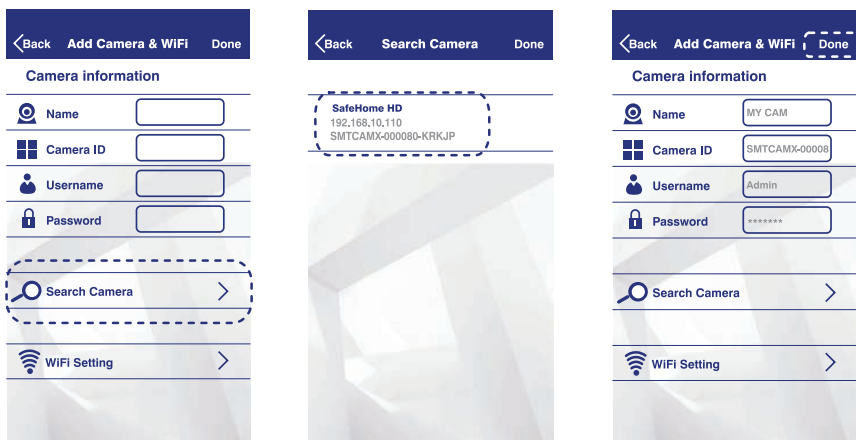 Back Add Camera & WiFi Done
Camera information
Name
Camera ID
Username
Password
Search Camera
WiFi Setting
Back Search Camera Done
SafeHome HD
192.168.10.110
SMTCAMX-000080-KRKJP
Back Add Camera & WiFi Done
Camera information
Name MY CAM
Camera ID SMTCAMX-00008
Username Admin
Password *******
Search Camera
WiFi Setting